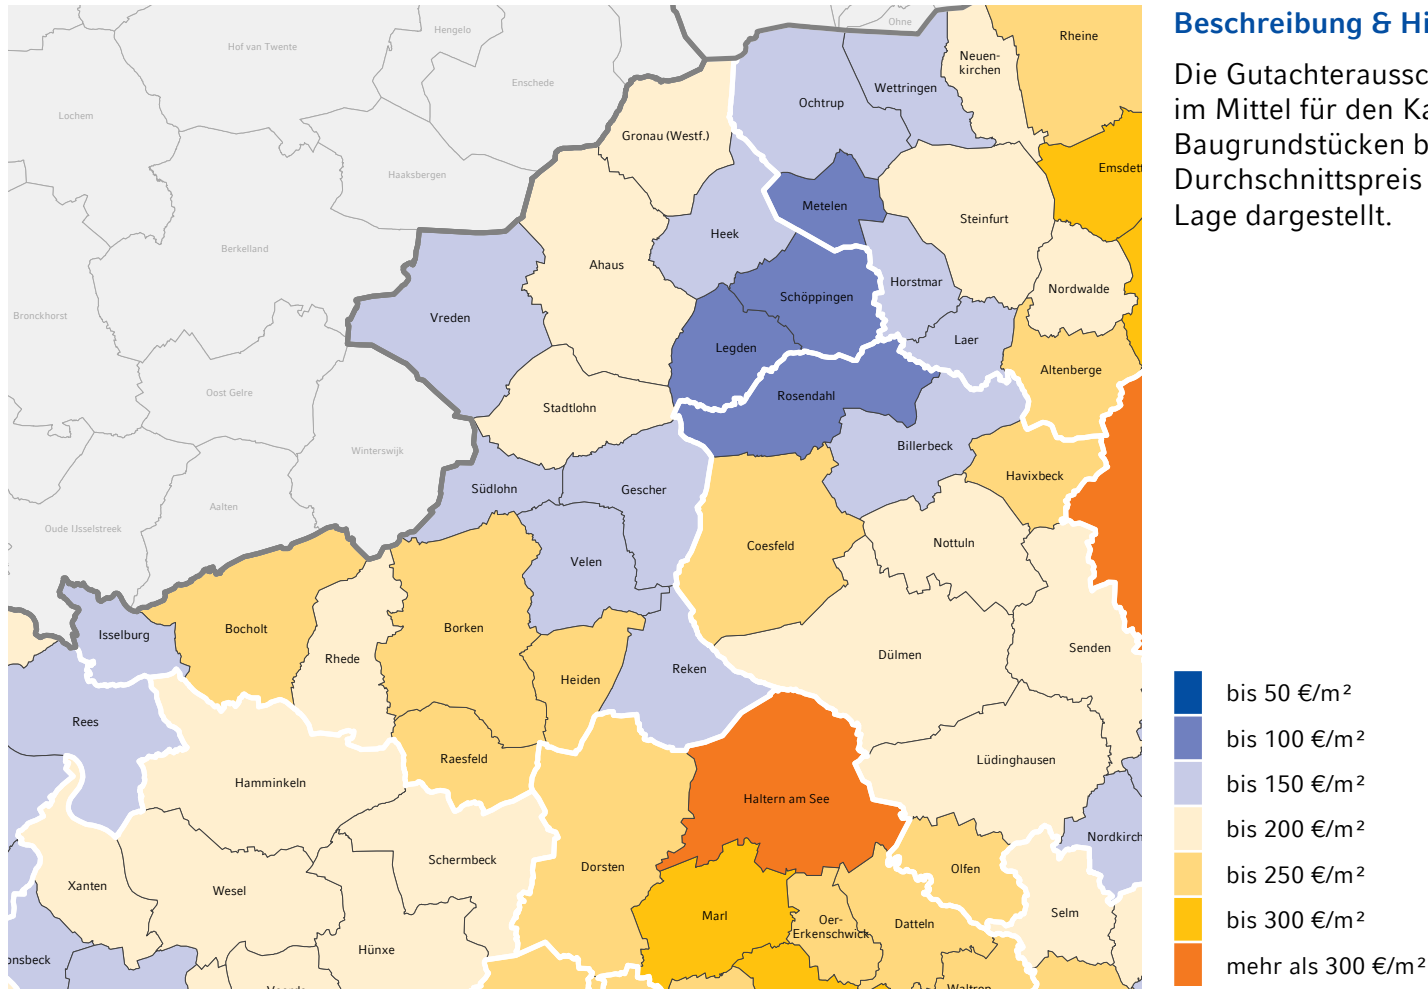 Ohne
Hengelo
Hof van Twente
Enschede
Lochem
Haaksbergen
Berkelland
Bronckhorst
Oost Gelre
Winterswijk
Aalten
Oude IJsselstreek
Rheine
Neuen-
kirchen
Wettringen
Ochtrup
Gronau (Westf.)
Emsdett
Metelen
Steinfurt
Heek
Ahaus
Horstmar
Nordwalde
Schöppingen
Vreden
Laer
Legden
Altenberge
Rosendahl
Stadtlohn
Billerbeck
Havixbeck
Südlohn
Gescher
Coesfeld
Nottuln
Velen
Isselburg
Bocholt
Borken
Rhede
Senden
Dülmen
Reken
Heiden
Rees
Raesfeld
Lüdinghausen
Hamminkeln
Haltern am See
Nordkirch
Schermbeck
Dorsten
Olfen
Xanten
Wesel
Selm
Marl
Oer-
Erkenschwick
Datteln
Hünxe
onsbeck
Beschreibung & Hi
Die Gutachteraussc
im Mittel für den Ka
Baugrundstücken b
Durchschnittspreis
Lage dargestellt.
bis 50 €/m²
bis 100 €/m²
bis 150 €/m²
bis 200 €/m²
bis 250 €/m²
bis 300 €/m²
mehr als 300 €/m²